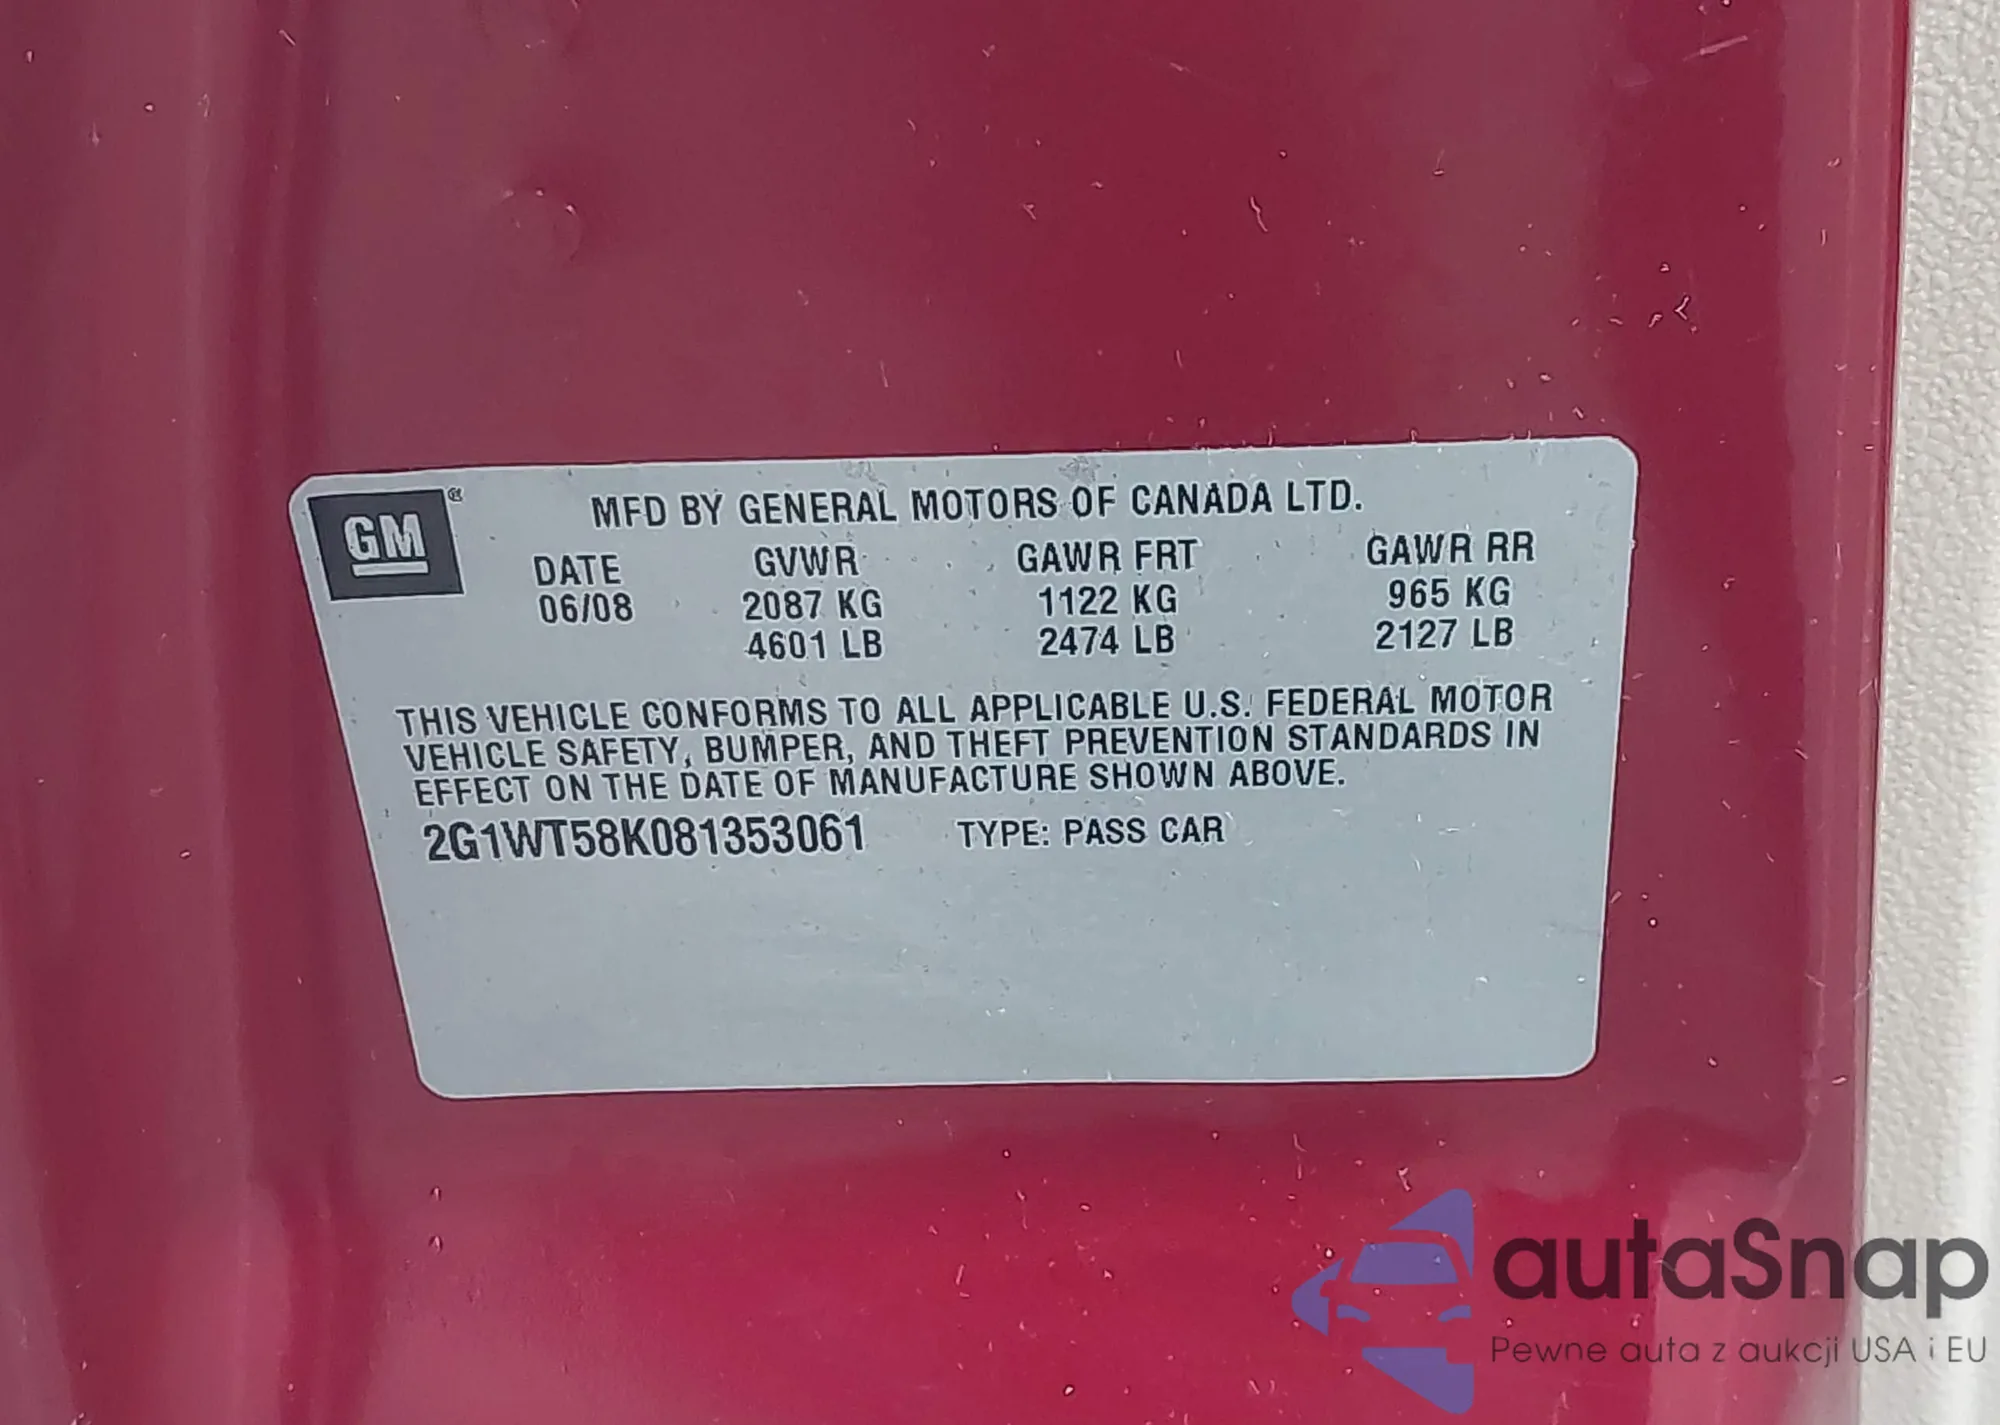 GM®
MFD BY GENERAL MOTORS OF CANADA LTD.
DATE GVWR GAWR FRT GAWR RR
06/08 2087 KG 1122 KG 965 KG
4601 LB 2474 LB 2127 LB
THIS VEHICLE CONFORMS TO ALL APPLICABLE U.S. FEDERAL MOTOR
VEHICLE SAFETY, BUMPER, AND THEFT PREVENTION STANDARDS IN
EFFECT ON THE DATE OF MANUFACTURE SHOWN ABOVE.
2G1WT58K081353061 TYPE: PASS CAR
autaSnap
Pewne auta z aukcji USA i EU